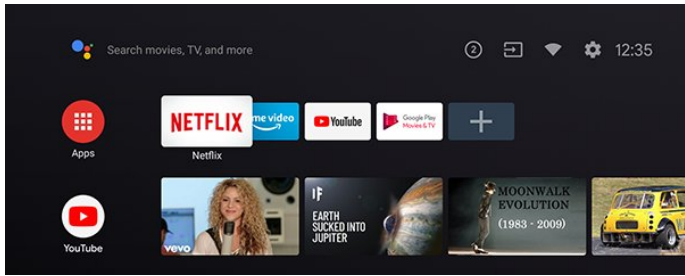 Search movies, TV, and more
2
12:35
NETFLIX
me video
YouTube
Google Play
Movies & TV
Apps
Netflix
vevo
IF
EARTH
SUCKED INTO
JUPITER
MOONWALK
EVOLUTION
(1983 - 2009)
YouTube